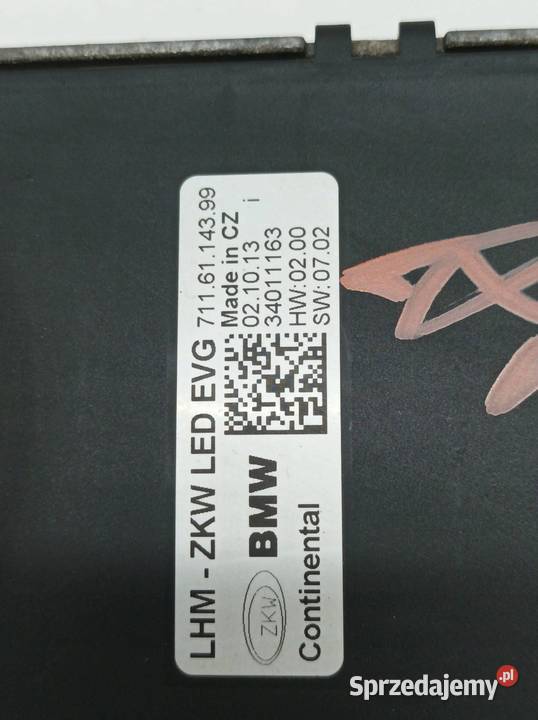 LHM - ZKW LED EVG 711.61.143.99
Made in CZ
02.10.13 i
34011163
HW:02.00
SW:07.02
BMW
ZKW
Continental
Sprzedajemy.pl